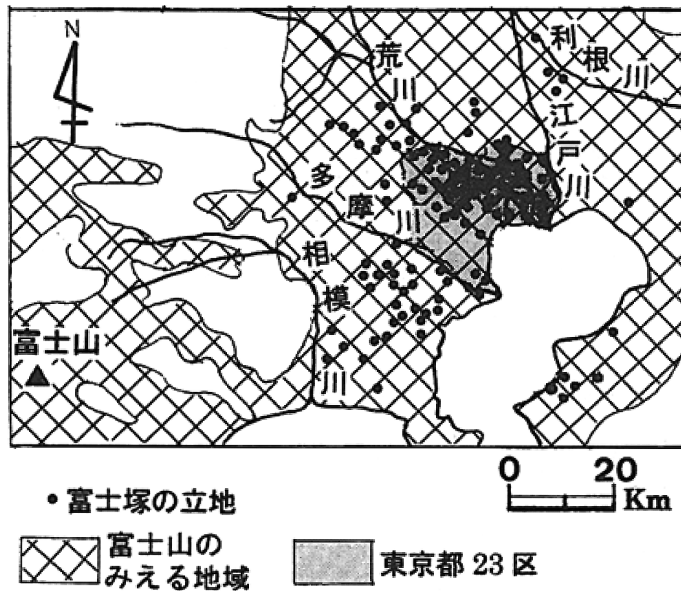 N
荒川
利根川
江戸川
多摩川
相模川
富士山
0 20
Km
富士塚の立地
富士山の
みえる地域
東京都 23 区